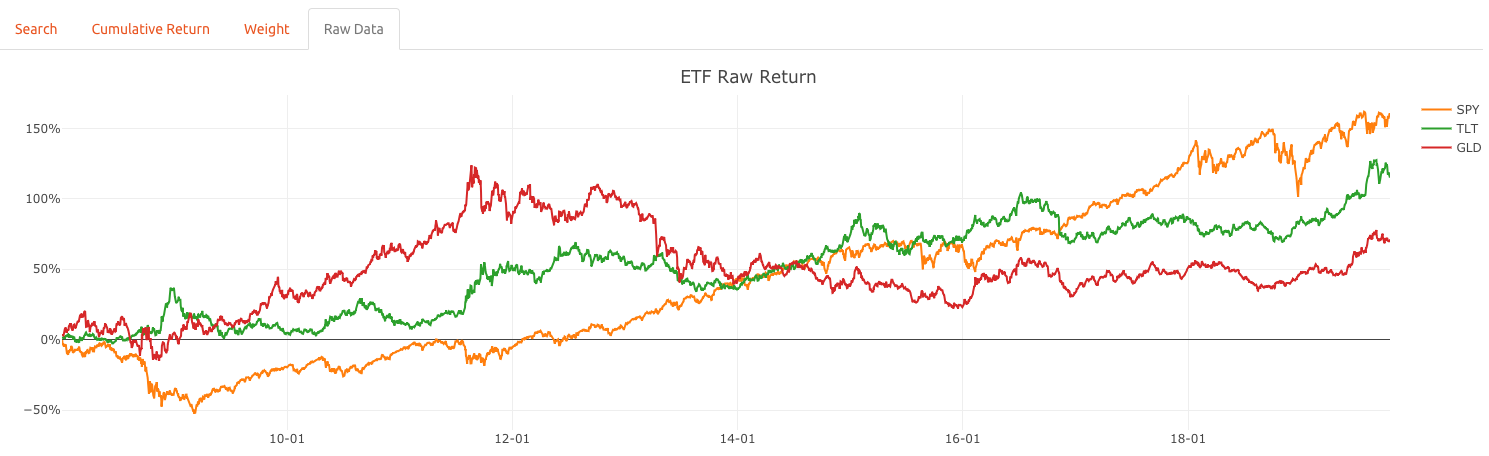 Search Cumulative Return Weight Raw Data
ETF Raw Return
SPY
TLT
GLD
150%
100%
50%
0%
−50%
10-01 12-01 14-01 16-01 18-01